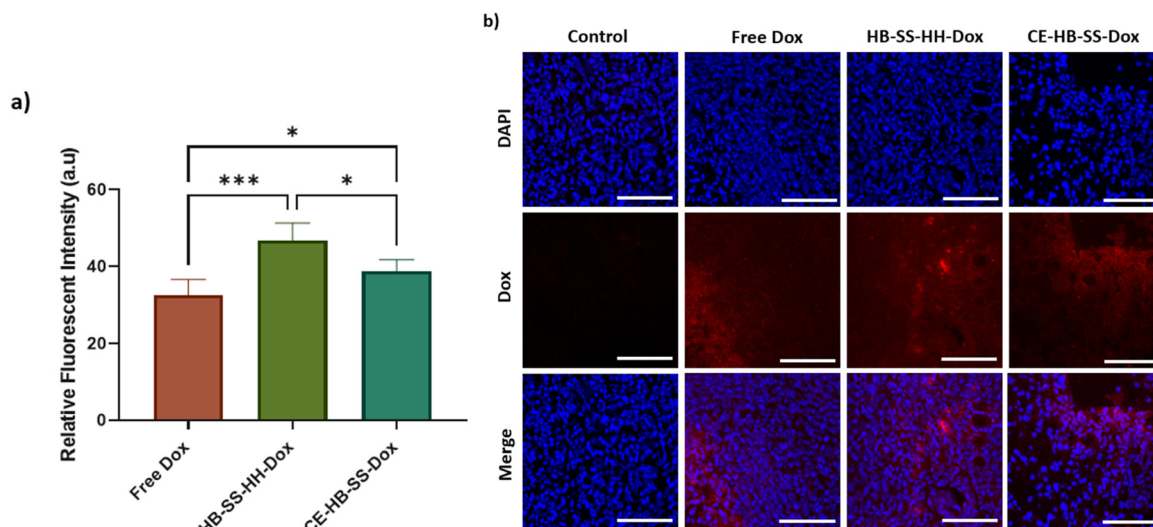 a)
Relative Fluorescent Intensity (a.u)
60
40
20
0
*
***
*
Free Dox
HB-SS-HH-Dox
CE-HB-SS-Dox
b)
Control
Free Dox
HB-SS-HH-Dox
CE-HB-SS-Dox
DAPI
Dox
Merge